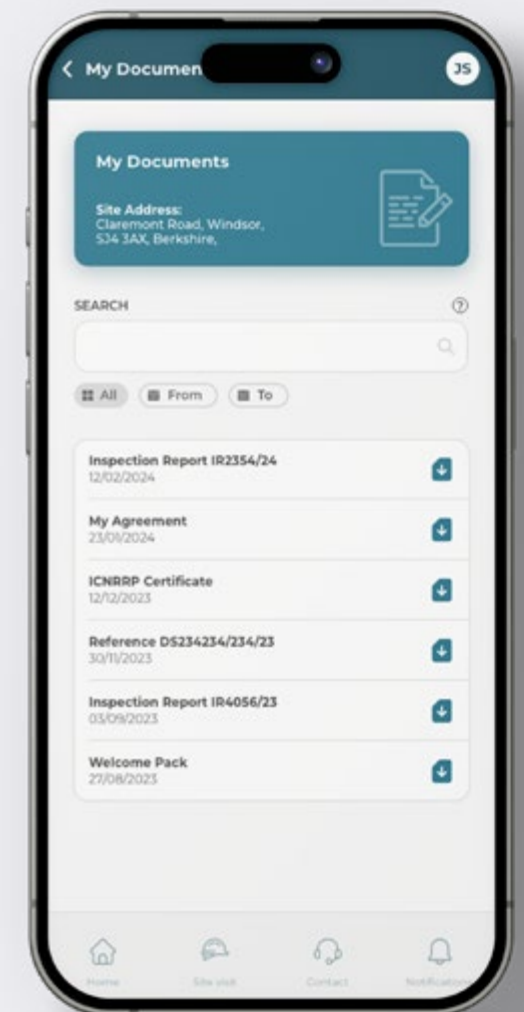 My Documen
JS
My Documents
Site Address:
Claremont Road, Windsor,
SJ4 3AX, Berkshire,
SEARCH
All From To
Inspection Report IR2354/24
12/02/2024
My Agreement
23/01/2024
ICNRRP Certificate
12/12/2023
Reference DS234234/234/23
30/11/2023
Inspection Report IR4056/23
03/09/2023
Welcome Pack
27/08/2023
Home Site visit Contact Notifications